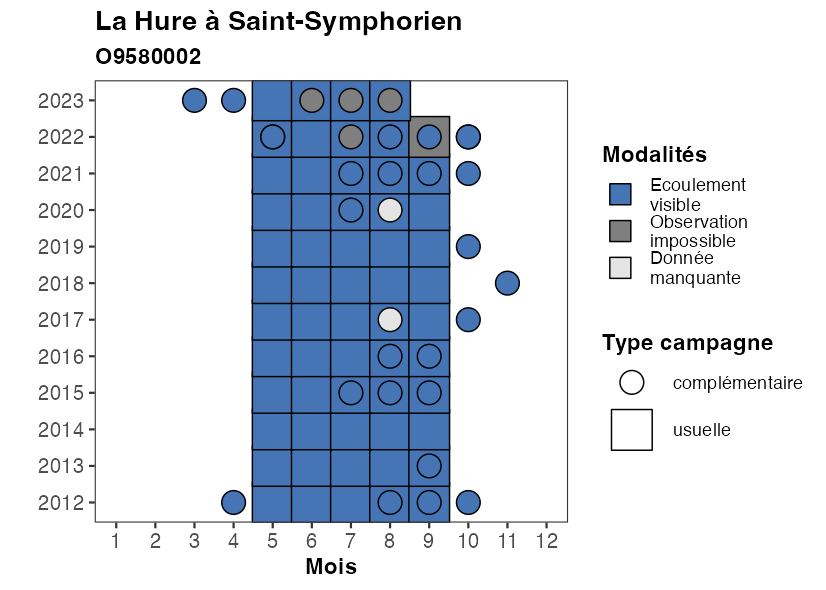 La Hure à Saint-Symphorien
O9580002
2023
2022
2021
2020
2019
2018
2017
2016
2015
2014
2013
2012
1 2 3 4 5 6 7 8 9 10 11 12
Mois
Modalités
Ecoulement
visible
Observation
impossible
Donnée
manquante
Type campagne
complémentaire
usuelle